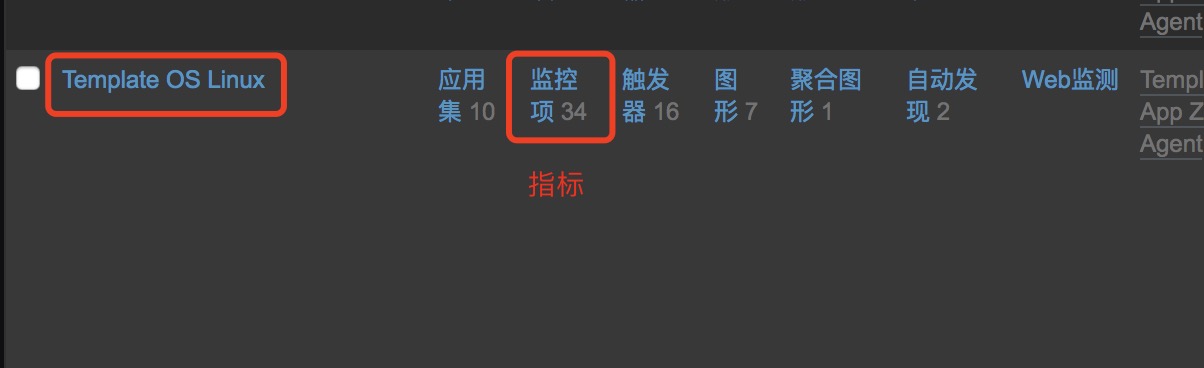 Agent
Template OS Linux
应用
集 10
监控
项 34
触发
器 16
图
形 7
聚合图
形 1
自动发
现 2
Web监测
Templ
App Z
Agent
指标